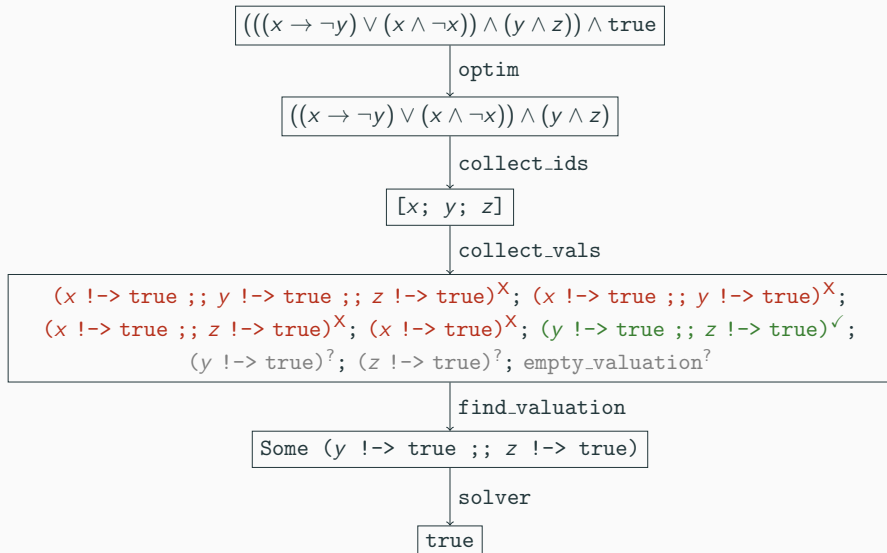 (((x → ¬y) ∨ (x ∧ ¬x)) ∧ (y ∧ z)) ∧ true
optim
((x → ¬y) ∨ (x ∧ ¬x)) ∧ (y ∧ z)
collect_ids
[x; y; z]
collect_vals
(x !-> true ;; y !-> true ;; z !-> true)^X; (x !-> true ;; y !-> true)^X;
(x !-> true ;; z !-> true)^X; (x !-> true)^X; (y !-> true ;; z !-> true)^✓;
(y !-> true)^?; (z !-> true)^?; empty_valuation^?
find_valuation
Some (y !-> true ;; z !-> true)
solver
true